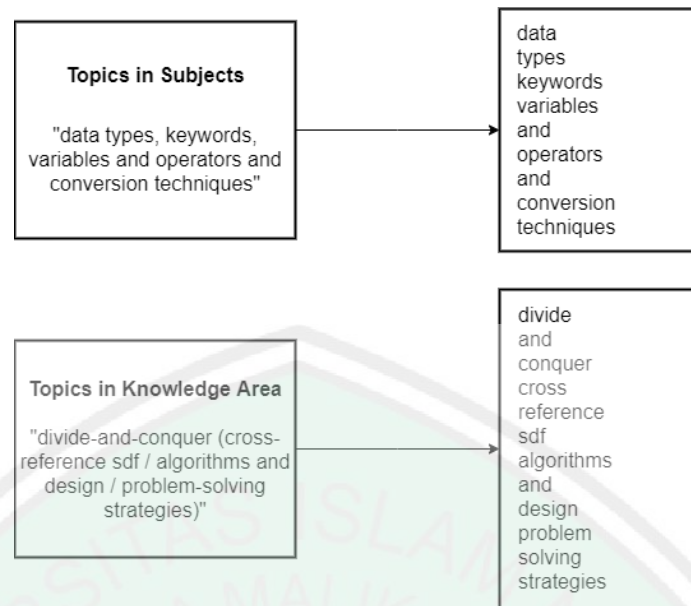 Topics in Subjects
"data types, keywords,
variables and operators and
conversion techniques"
data
types
keywords
variables
and
operators
and
conversion
techniques
Topics in Knowledge Area
"divide-and-conquer (cross-
reference sdf / algorithms and
design / problem-solving
strategies)"
divide
and
conquer
cross
reference
sdf
algorithms
and
design
problem
solving
strategies